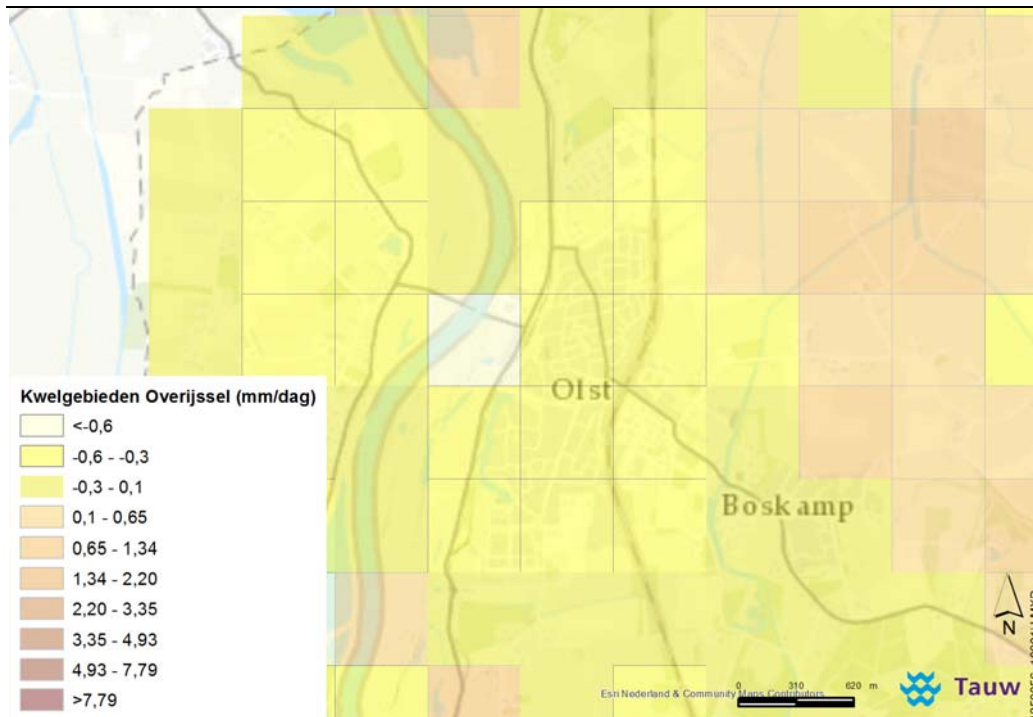 Olst
Boskamp
Kwelgebieden Overijssel (mm/dag)
<-0,6
-0,6 - -0,3
-0,3 - 0,1
0,1 - 0,65
0,65 - 1,34
1,34 - 2,20
2,20 - 3,35
3,35 - 4,93
4,93 - 7,79
>7,79
N
0 310 620 m
Esri Nederland & Community Maps Contributors
Tauw